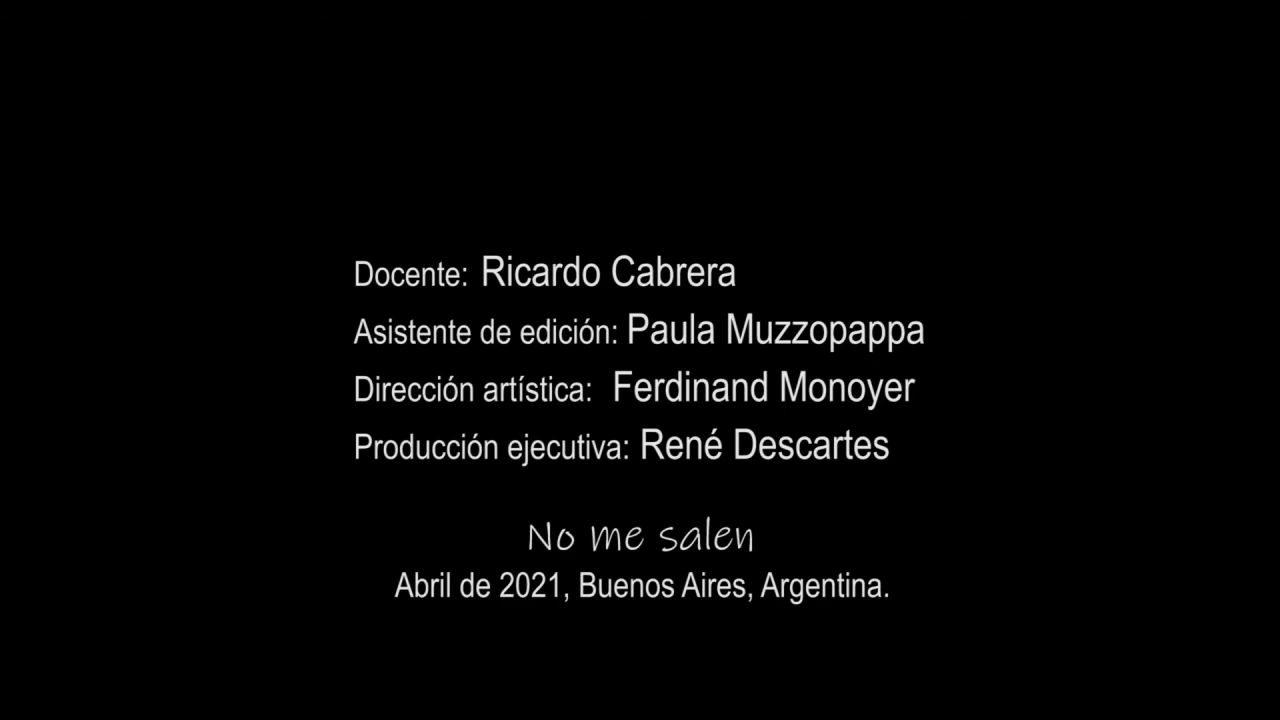 Docente: Ricardo Cabrera
Asistente de edición: Paula Muzzopappa
Dirección artística: Ferdinand Monoyer
Producción ejecutiva: René Descartes
No me salen
Abril de 2021, Buenos Aires, Argentina.